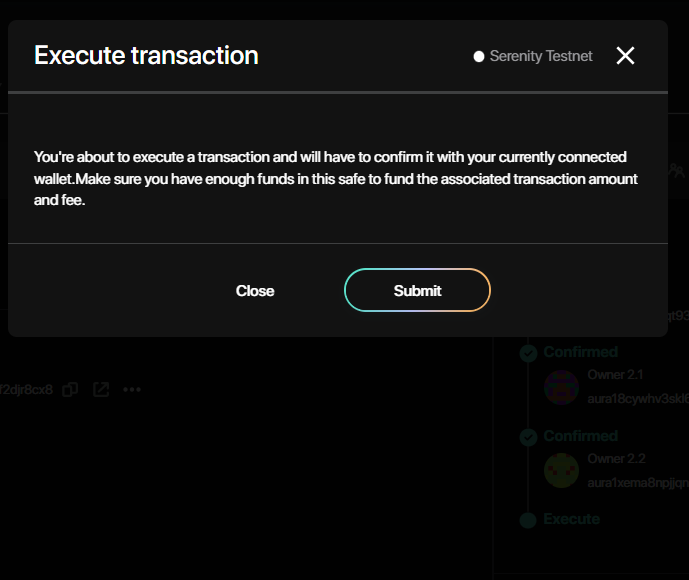 Execute transaction
Serenity Testnet
You're about to execute a transaction and will have to confirm it with your currently connected
wallet.Make sure you have enough funds in this safe to fund the associated transaction amount
and fee.
Close
Submit
qt93
Confirmed
Owner 2.1
f2djr8cx8
aura18cywhv3skl6
Confirmed
Owner 2.2
aura1xema8npjjqn
Execute